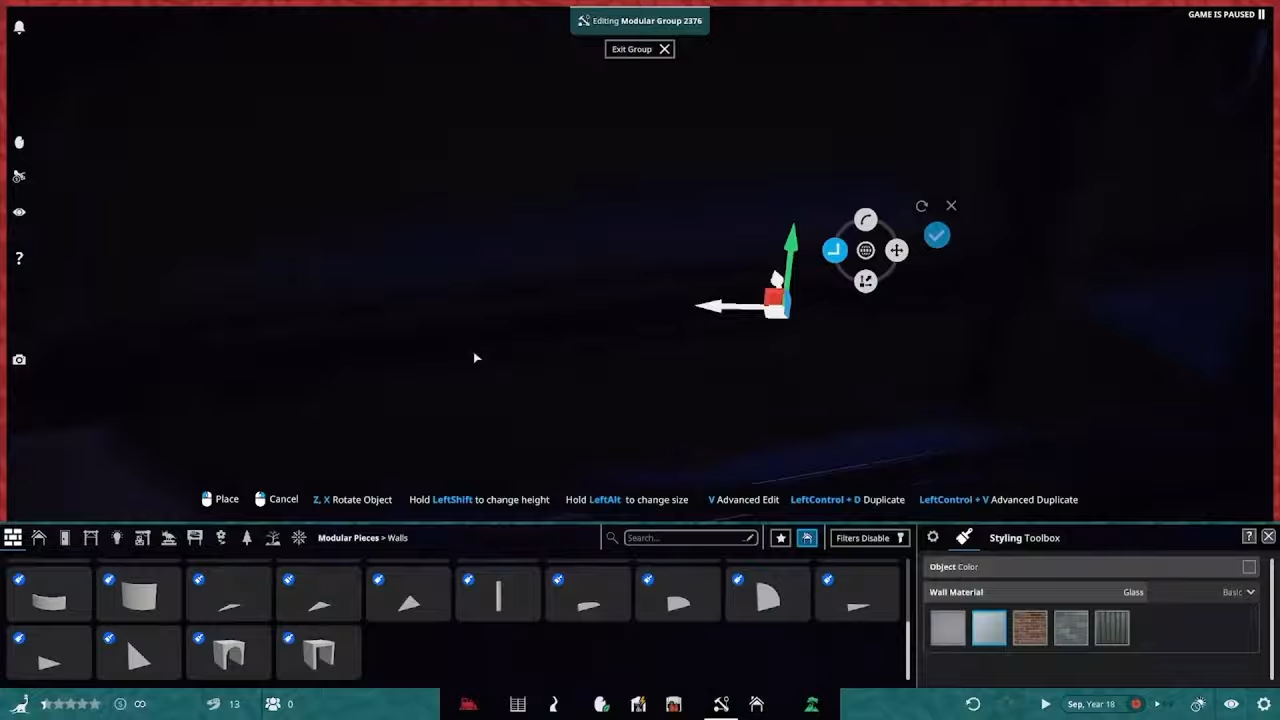 Editing Modular Group 2376
GAME IS PAUSED
Exit Group
?
Place
Cancel
Z, X Rotate Object
Hold LeftShift to change height
Hold LeftAlt to change size
V Advanced Edit
LeftControl + D Duplicate
LeftControl + V Advanced Duplicate
Modular Pieces > Walls
Search...
Filters Disable
Styling Toolbox
?
Object Color
Wall Material
Glass
Basic
∞
13
0
Sep, Year 18